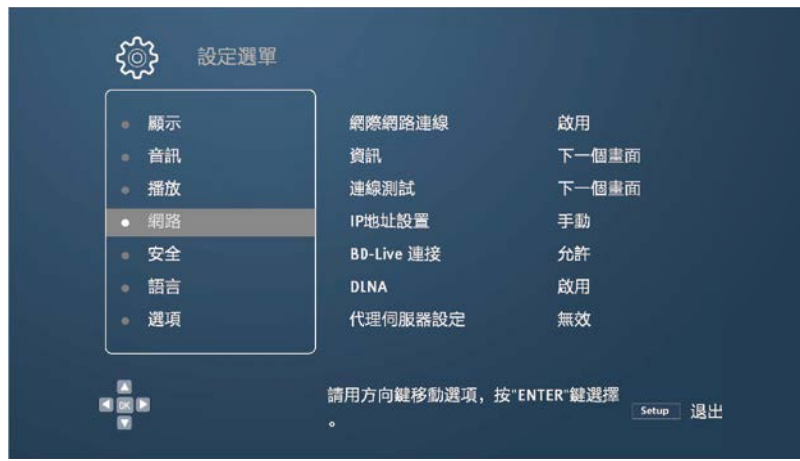 設定選單
顯示
音訊
播放
網路
安全
語言
選項
網際網路連線 啟用
資訊 下一個畫面
連線測試 下一個畫面
IP地址設置 手動
BD-Live 連接 允許
DLNA 啟用
代理伺服器設定 無效
OK
請用方向鍵移動選項，按"ENTER"鍵選擇
。
Setup 退出